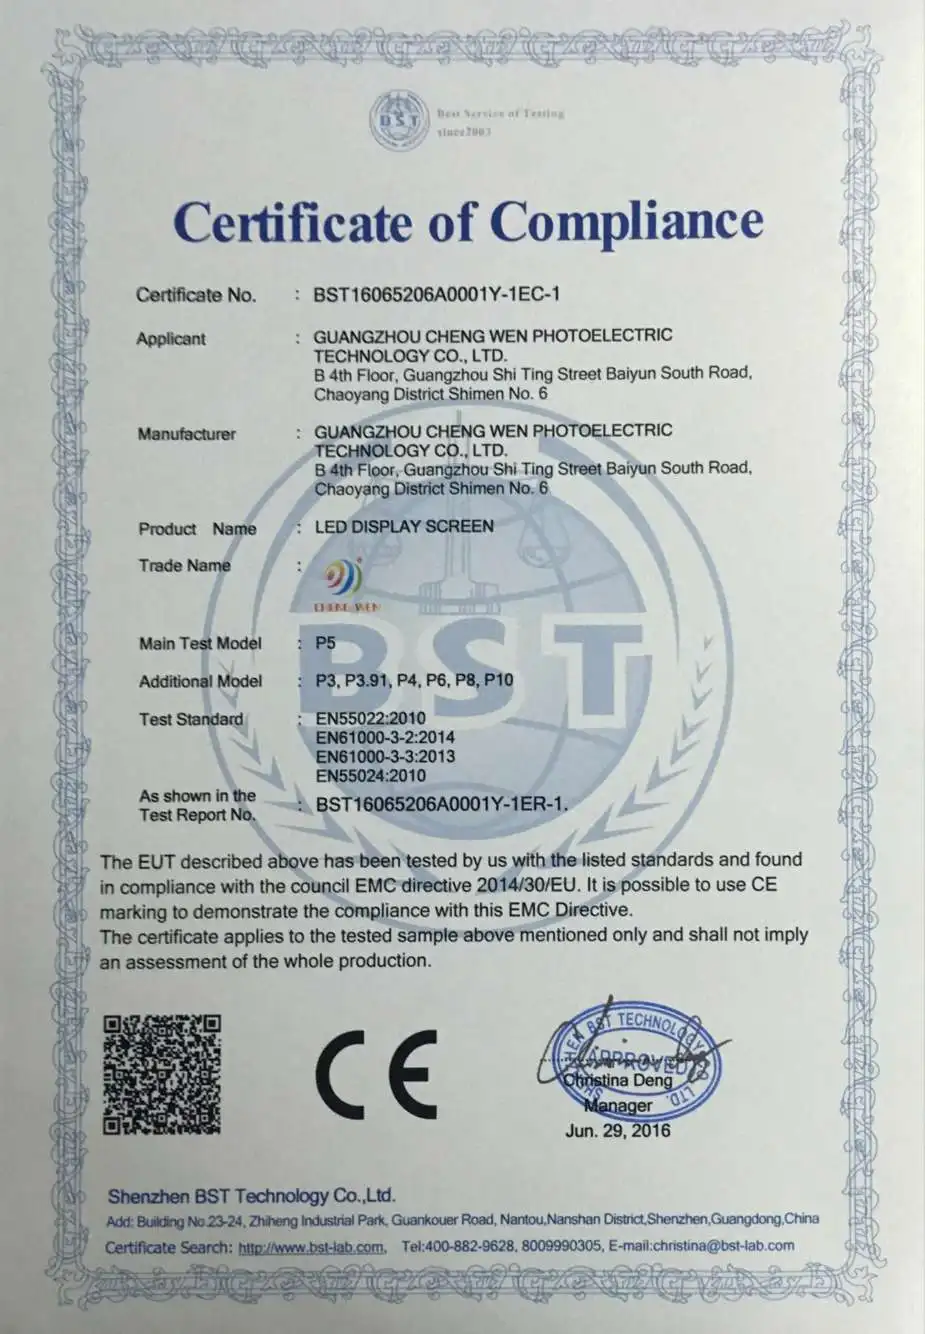 BST
Best Service of Testing
since2003
Certificate of Compliance
Certificate No. : BST16065206A0001Y-1EC-1
Applicant : GUANGZHOU CHENG WEN PHOTOELECTRIC
TECHNOLOGY CO., LTD.
B 4th Floor, Guangzhou Shi Ting Street Baiyun South Road,
Chaoyang District Shimen No. 6
Manufacturer : GUANGZHOU CHENG WEN PHOTOELECTRIC
TECHNOLOGY CO., LTD.
B 4th Floor, Guangzhou Shi Ting Street Baiyun South Road,
Chaoyang District Shimen No. 6
Product Name : LED DISPLAY SCREEN
Trade Name :
CHENG WEN
BST
Main Test Model : P5
Additional Model : P3, P3.91, P4, P6, P8, P10
Test Standard : EN55022:2010
EN61000-3-2:2014
EN61000-3-3:2013
EN55024:2010
As shown in the
Test Report No. : BST16065206A0001Y-1ER-1.
The EUT described above has been tested by us with the listed standards and found
in compliance with the council EMC directive 2014/30/EU. It is possible to use CE
marking to demonstrate the compliance with this EMC Directive.
The certificate applies to the tested sample above mentioned only and shall not imply
an assessment of the whole production.
CE
BST TECHNOLOGY
APPROVED
LTD.
Christina Deng
Manager
Jun. 29, 2016
Shenzhen BST Technology Co.,Ltd.
Add: Building No.23-24, Zhiheng Industrial Park, Guankouer Road, Nantou,Nanshan District,Shenzhen,Guangdong,China
Certificate Search: http://www.bst-lab.com, Tel:400-882-9628, 8009990305, E-mail:christina@bst-lab.com